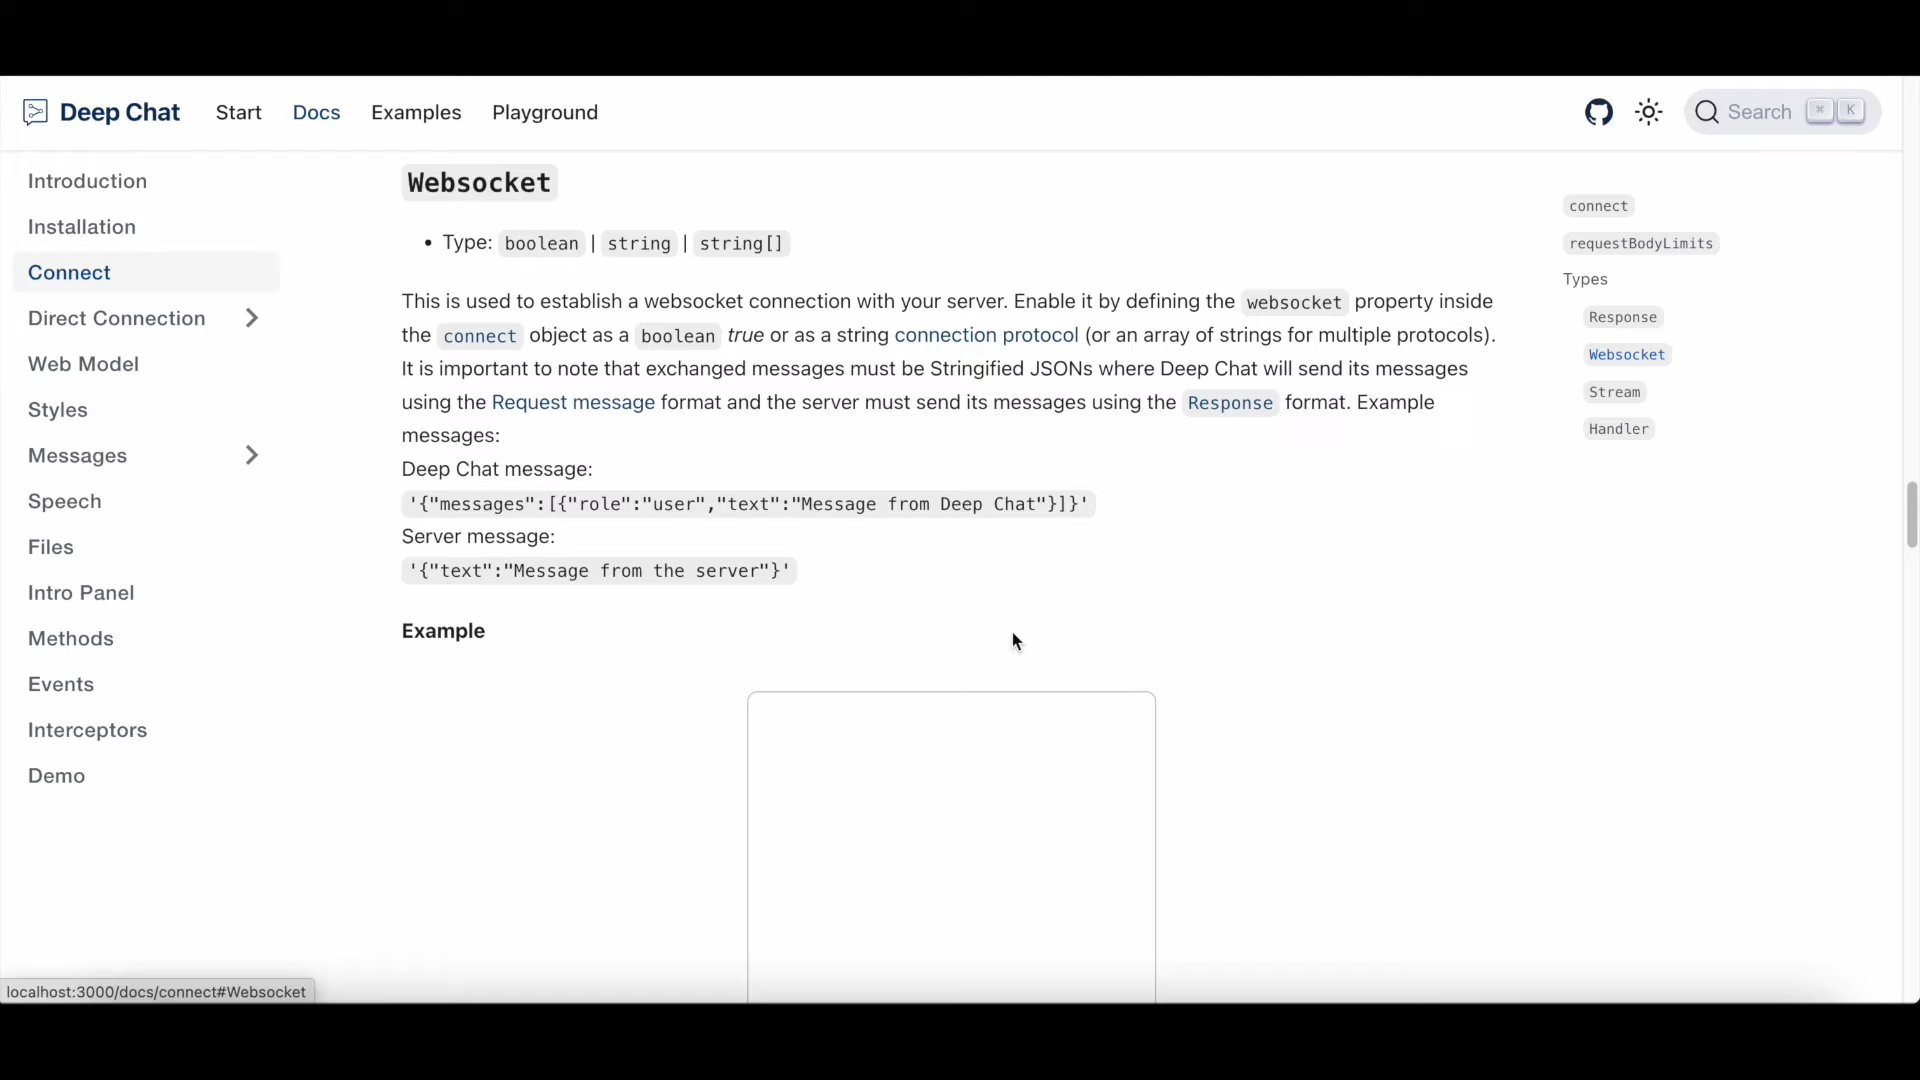 Deep Chat Start Docs Examples Playground Search ⌘ K
Introduction
Installation
Connect
Direct Connection
Web Model
Styles
Messages
Speech
Files
Intro Panel
Methods
Events
Interceptors
Demo
Websocket
• Type: boolean | string | string[]
This is used to establish a websocket connection with your server. Enable it by defining the websocket property inside
the connect object as a boolean true or as a string connection protocol (or an array of strings for multiple protocols).
It is important to note that exchanged messages must be Stringified JSONs where Deep Chat will send its messages
using the Request message format and the server must send its messages using the Response format. Example
messages:
Deep Chat message:
'{"messages":[{"role":"user","text":"Message from Deep Chat"}]}'
Server message:
'{"text":"Message from the server"}'
Example
connect
requestBodyLimits
Types
Response
Websocket
Stream
Handler
localhost:3000/docs/connect#Websocket